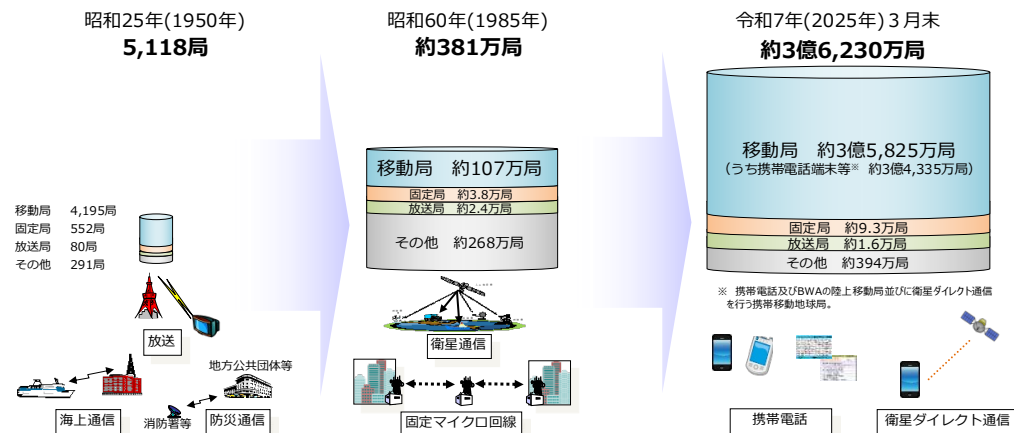 昭和25年(1950年)
5,118局
移動局 4,195局
固定局 552局
放送局 80局
その他 291局
放送
海上通信
地方公共団体等
消防署等
防災通信
昭和60年(1985年)
約381万局
移動局 約107万局
固定局 約3.8万局
放送局 約2.4万局
その他 約268万局
衛星通信
固定マイクロ回線
令和7年(2025年)3月末
約3億6,230万局
移動局 約3億5,825万局
(うち携帯電話端末等※ 約3億4,335万局)
固定局 約9.3万局
放送局 約1.6万局
その他 約394万局
※ 携帯電話及びBWAの陸上移動局並びに衛星ダイレクト通信
を行う携帯移動地球局。
携帯電話
衛星ダイレクト通信